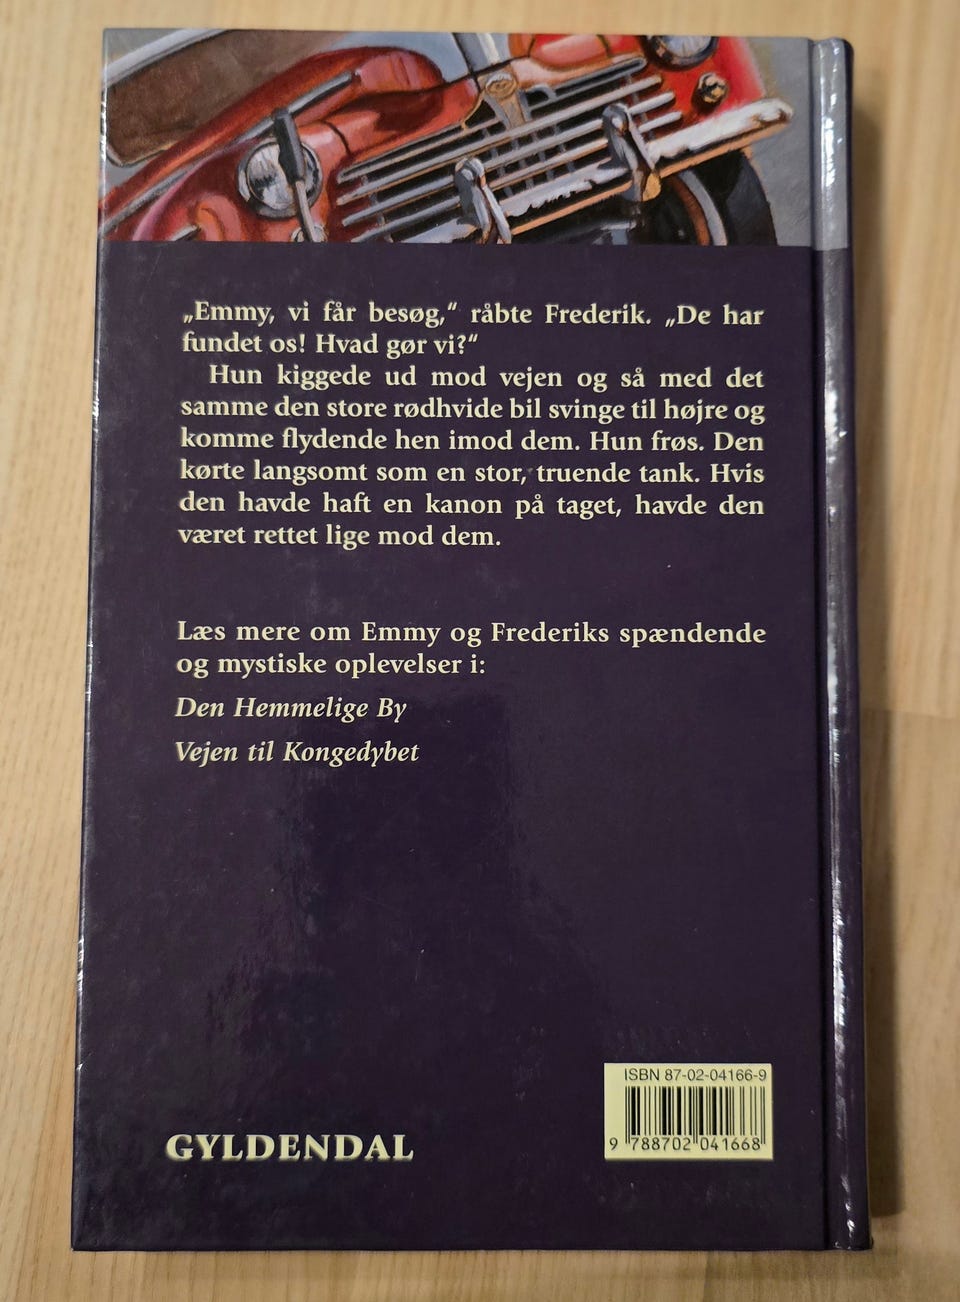 „Emmy, vi får besøg,“ råbte Frederik. „De har
fundet os! Hvad gør vi?“
Hun kiggede ud mod vejen og så med det
samme den store rødhvide bil svinge til højre og
komme flydende hen imod dem. Hun frøs. Den
kørte langsomt som en stor, truende tank. Hvis
den havde haft en kanon på taget, havde den
været rettet lige mod dem.
Læs mere om Emmy og Frederiks spændende
og mystiske oplevelser i:
Den Hemmelige By
Vejen til Kongedybet
ISBN 87-02-04166-9
9 788702 041668
GYLDENDAL